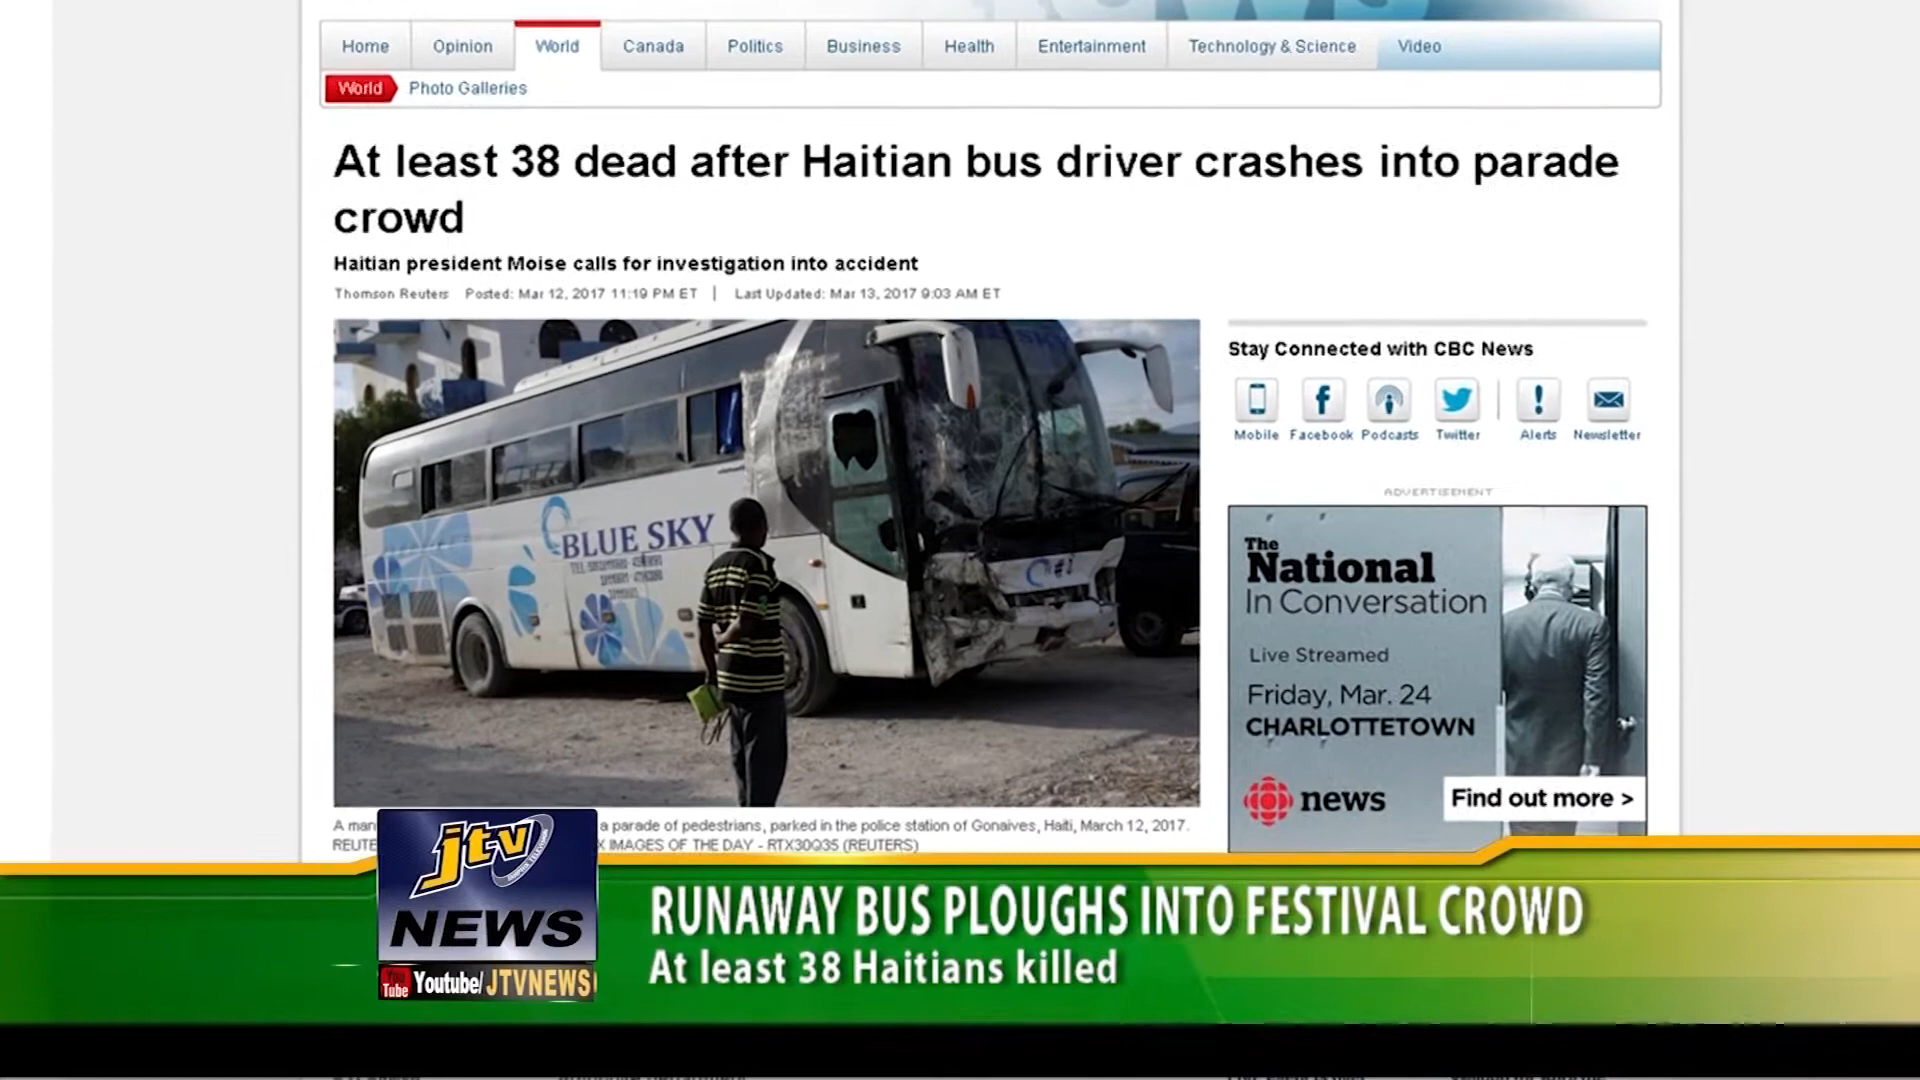 Home Opinion World Canada Politics Business Health Entertainment Technology & Science Video
World Photo Galleries
At least 38 dead after Haitian bus driver crashes into parade
crowd
Haitian president Moise calls for investigation into accident
Thomson Reuters Posted: Mar 12, 2017 11:19 PM ET | Last Updated: Mar 13, 2017 9:03 AM ET
BLUE SKY
#2
Stay Connected with CBC News
Mobile Facebook Podcasts Twitter Alerts Newsletter
ADVERTISEMENT
The
National
In Conversation
Live Streamed
Friday, Mar. 24
CHARLOTTETOWN
news
Find out more >
A man a parade of pedestrians, parked in the police station of Gonaives, Haiti, March 12, 2017.
IMAGES OF THE DAY - RTX30Q35 (REUTERS)
jtv
NEWS
You Tube Youtube/JTVNEWS
RUNAWAY BUS PLOUGHS INTO FESTIVAL CROWD
At least 38 Haitians killed